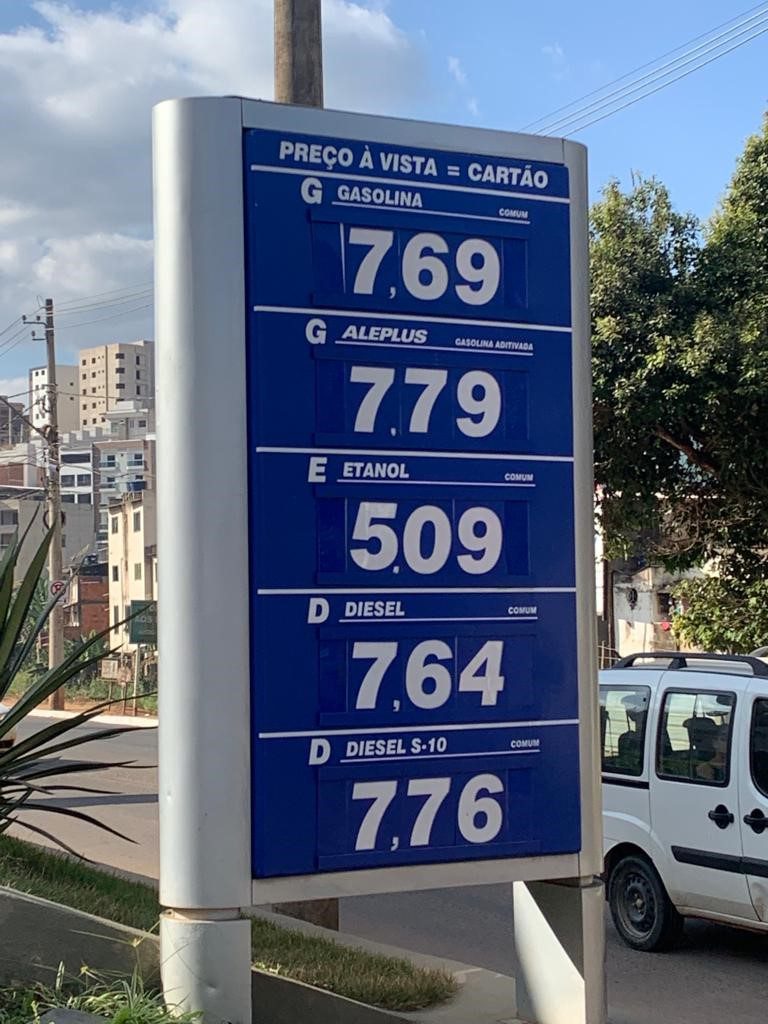 PREÇO À VISTA = CARTÃO
G GASOLINA COMUM
7,69
G ALEPLUS GASOLINA ADITIVADA
7,79
E ETANOL COMUM
5,09
D DIESEL COMUM
7,64
D DIESEL S-10 COMUM
7,76